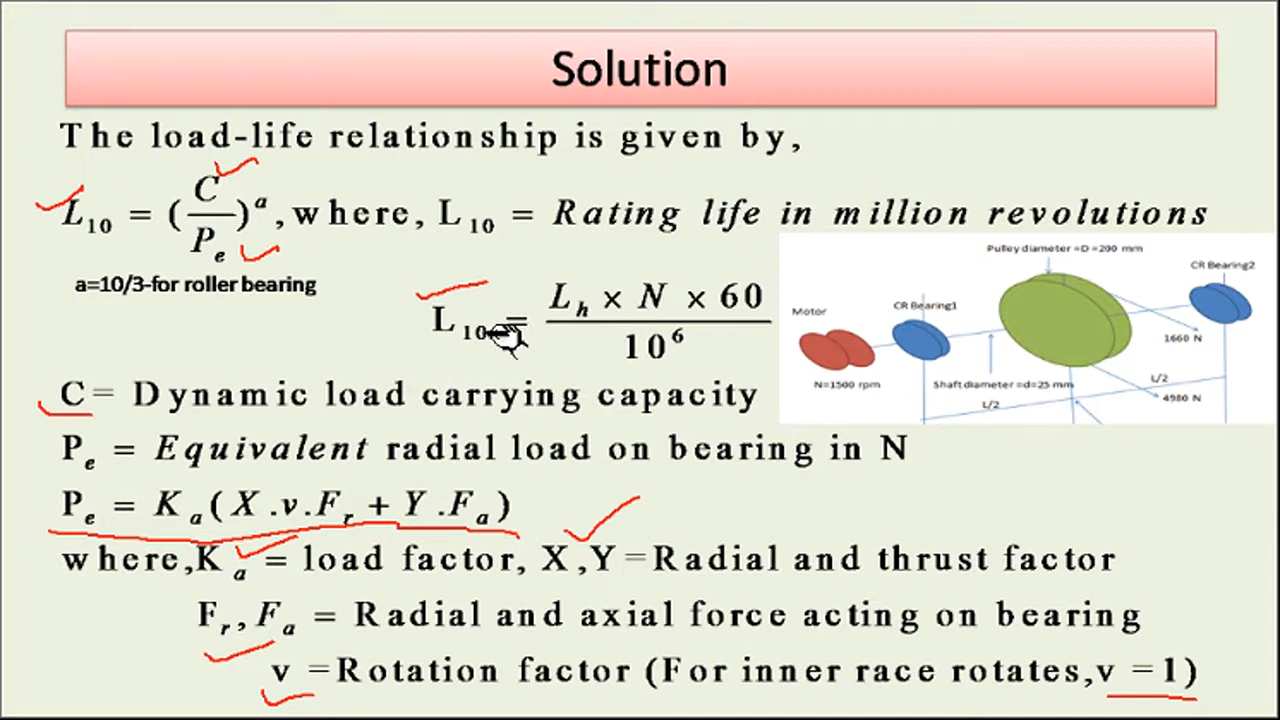 Solution
The load-life relationship is given by,
L₁₀ = (C/Pₑ)ᵃ, where, L₁₀ = Rating life in million revolutions
a=10/3-for roller bearing
L₁₀ = (Lₕ × N × 60)/10⁶
Pulley diameter =D =200 mm
CR Bearing2
CR Bearing1
Motor
1660 N
N=1500 rpm
Shaft diameter =d=25 mm
L/2
L/2
4980 N
C= Dynamic load carrying capacity
Pₑ = Equivalent radial load on bearing in N
Pₑ = Kₐ(X.v.Fᵣ + Y.Fₐ)
where,Kₐ = load factor, X,Y=Radial and thrust factor
Fᵣ, Fₐ = Radial and axial force acting on bearing
v =Rotation factor (For inner race rotates,v =1)